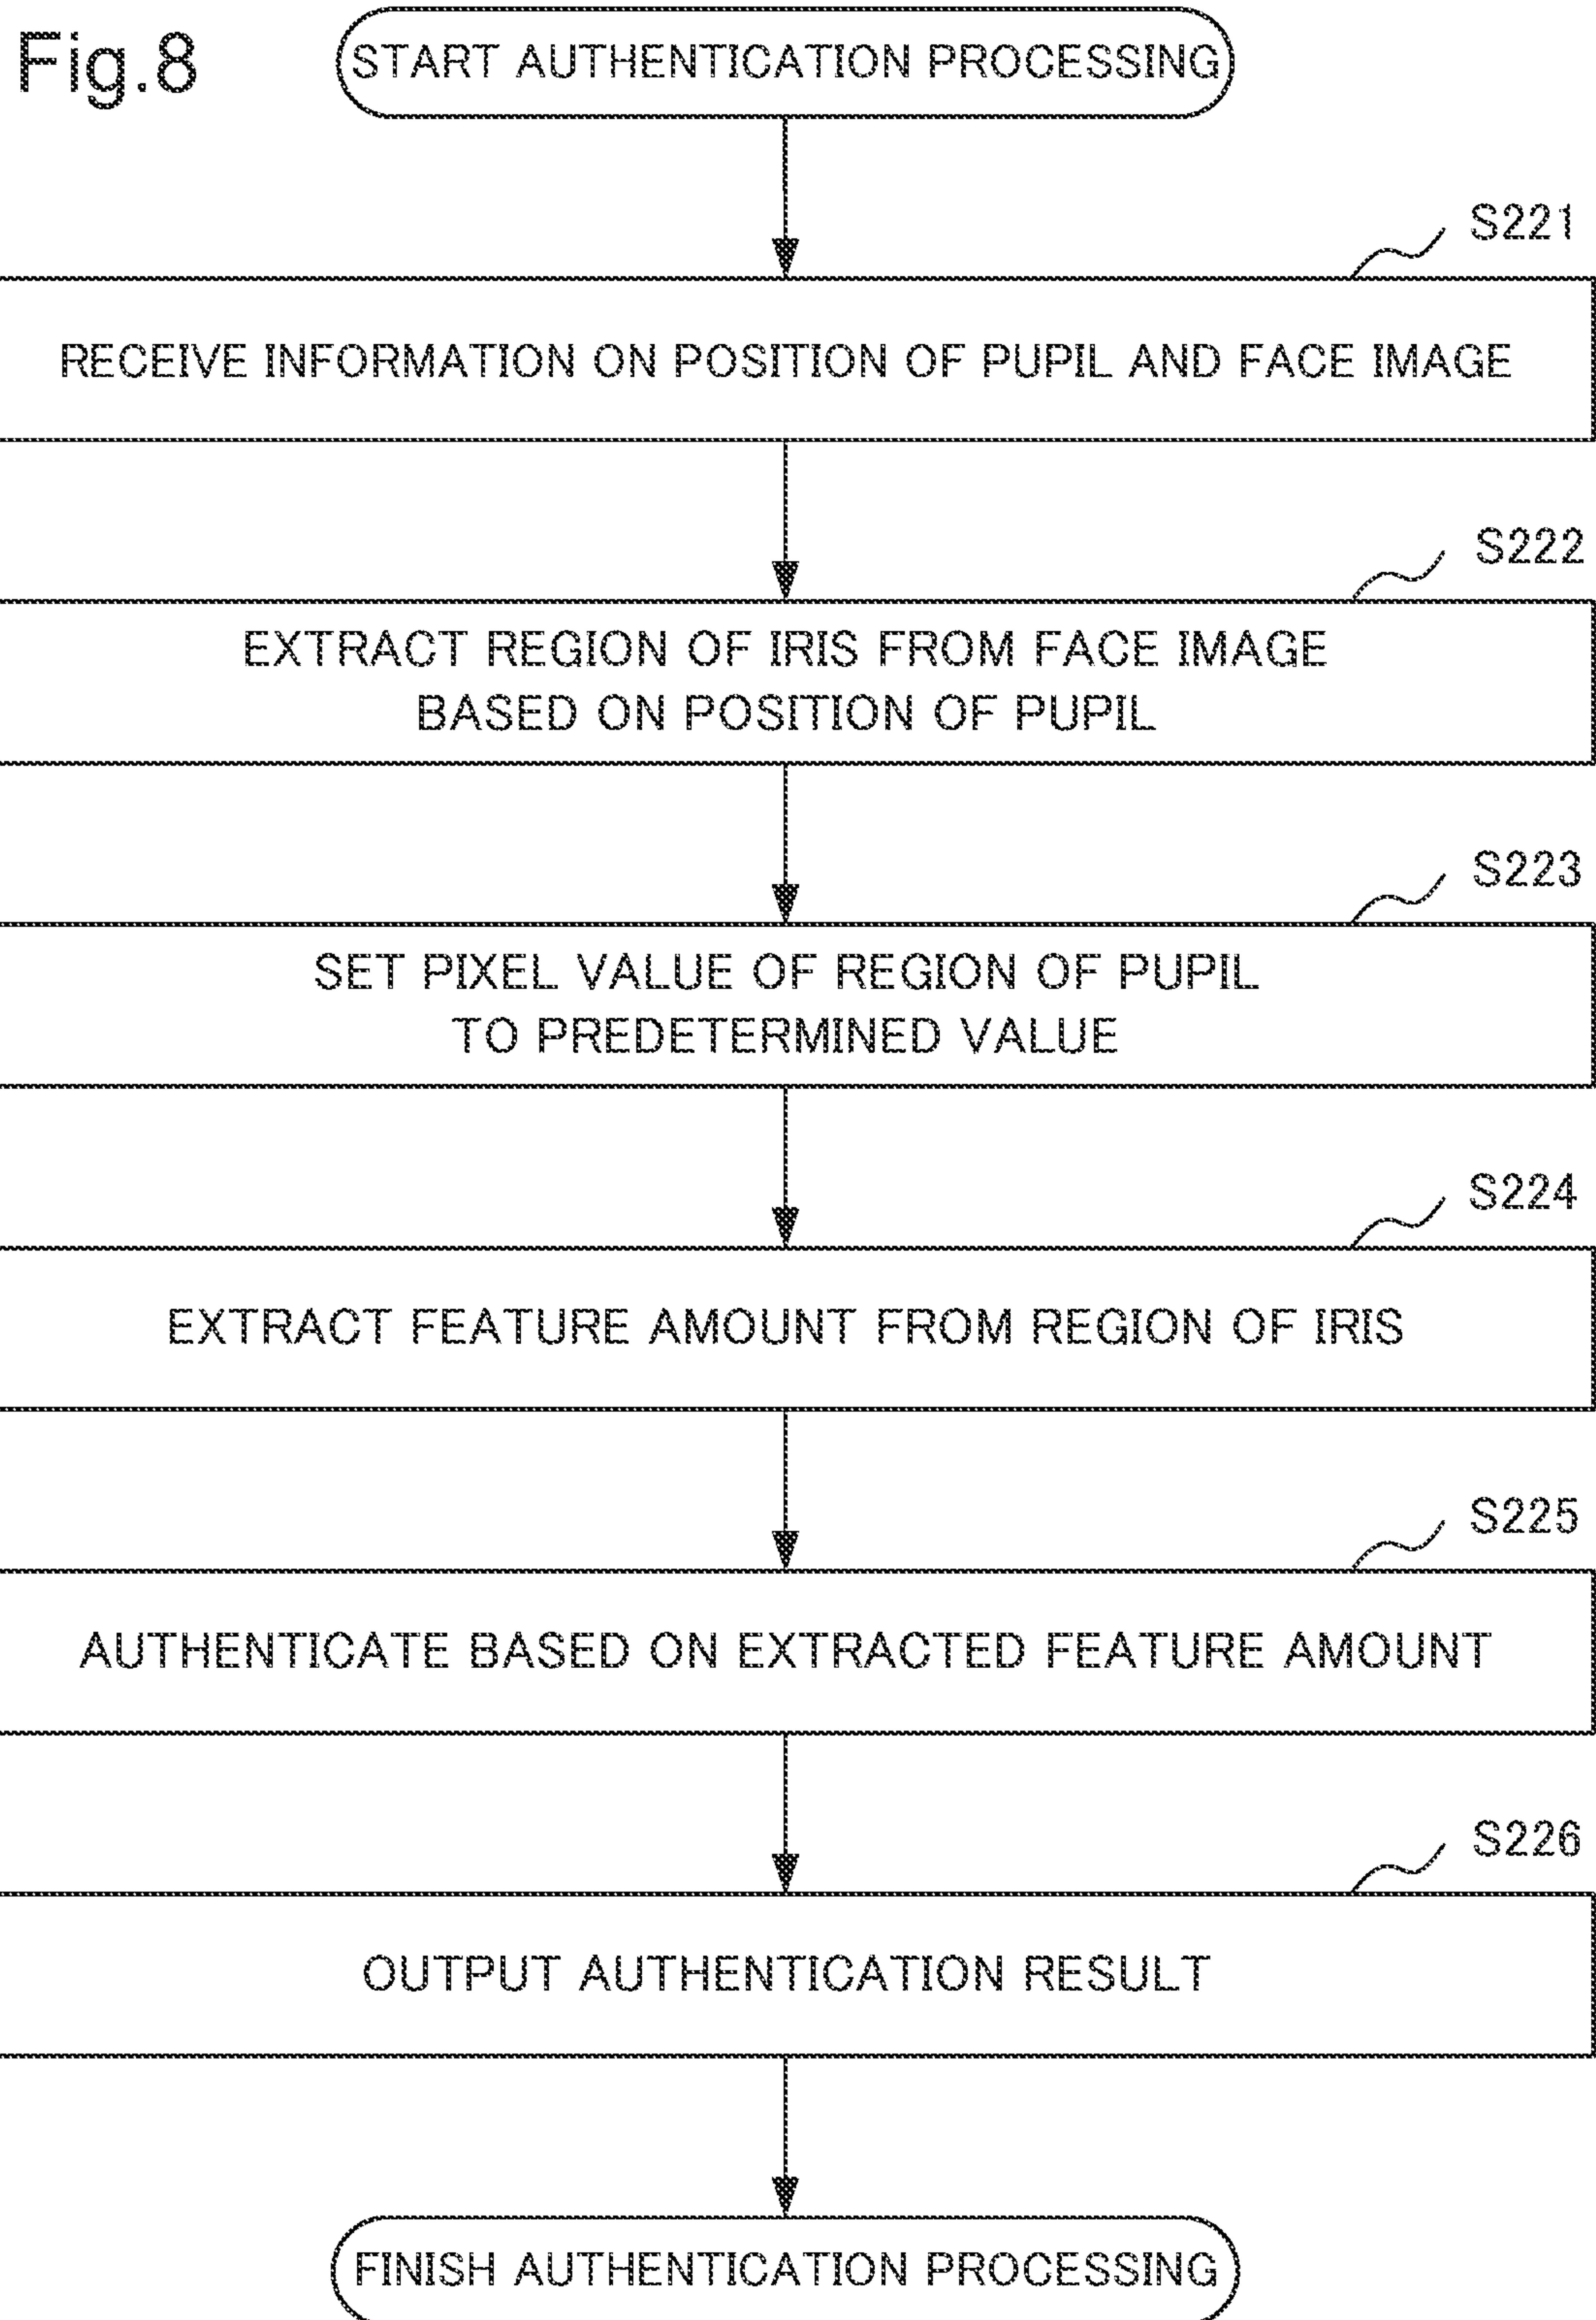 Fig.8
START AUTHENTICATION PROCESSING
S221
RECEIVE INFORMATION ON POSITION OF PUPIL AND FACE IMAGE
S222
EXTRACT REGION OF IRIS FROM FACE IMAGE
BASED ON POSITION OF PUPIL
S223
SET PIXEL VALUE OF REGION OF PUPIL
TO PREDETERMINED VALUE
S224
EXTRACT FEATURE AMOUNT FROM REGION OF IRIS
S225
AUTHENTICATE BASED ON EXTRACTED FEATURE AMOUNT
S226
OUTPUT AUTHENTICATION RESULT
FINISH AUTHENTICATION PROCESSING